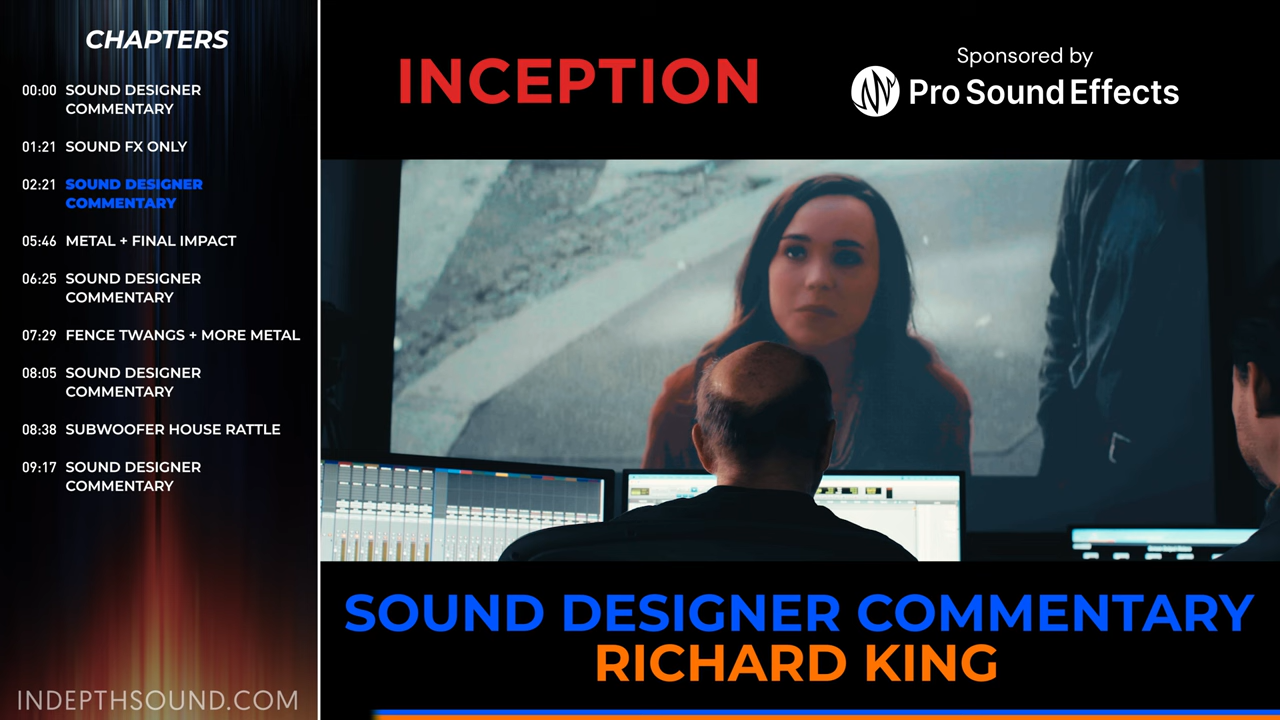 CHAPTERS
00:00 SOUND DESIGNER
COMMENTARY
01:21 SOUND FX ONLY
02:21 SOUND DESIGNER
COMMENTARY
05:46 METAL + FINAL IMPACT
06:25 SOUND DESIGNER
COMMENTARY
07:29 FENCE TWANGS + MORE METAL
08:05 SOUND DESIGNER
COMMENTARY
08:38 SUBWOOFER HOUSE RATTLE
09:17 SOUND DESIGNER
COMMENTARY
INDEPTHSOUND.COM
INCEPTION
Sponsored by
Pro Sound Effects
SOUND DESIGNER COMMENTARY
RICHARD KING